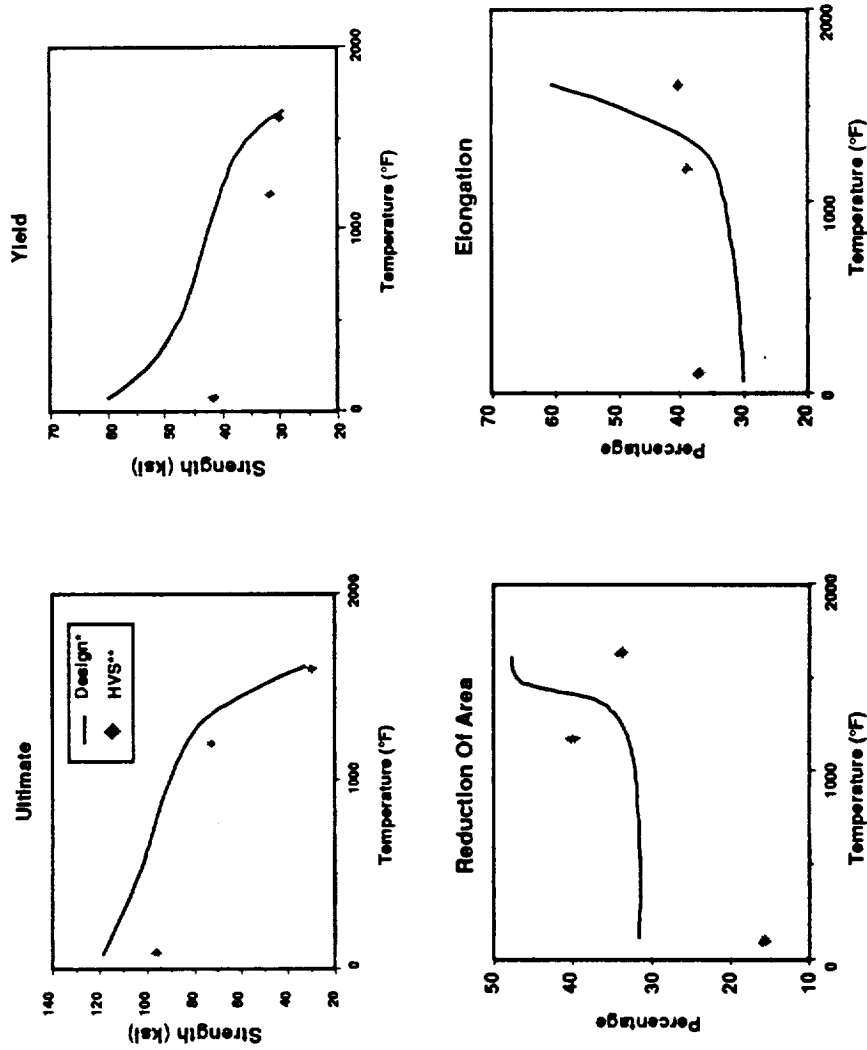 Ultimate
140
120
100
80
60
40
20
0
1000
2000
Strength (ksi)
Temperature (°F)
Design*
HVS**
Yield
70
60
50
40
30
20
0
1000
2000
Strength (ksi)
Temperature (°F)
Reduction Of Area
50
40
30
20
10
0
1000
2000
Percentage
Temperature (°F)
Elongation
70
60
50
40
30
20
0
1000
2000
Percentage
Temperature (°F)